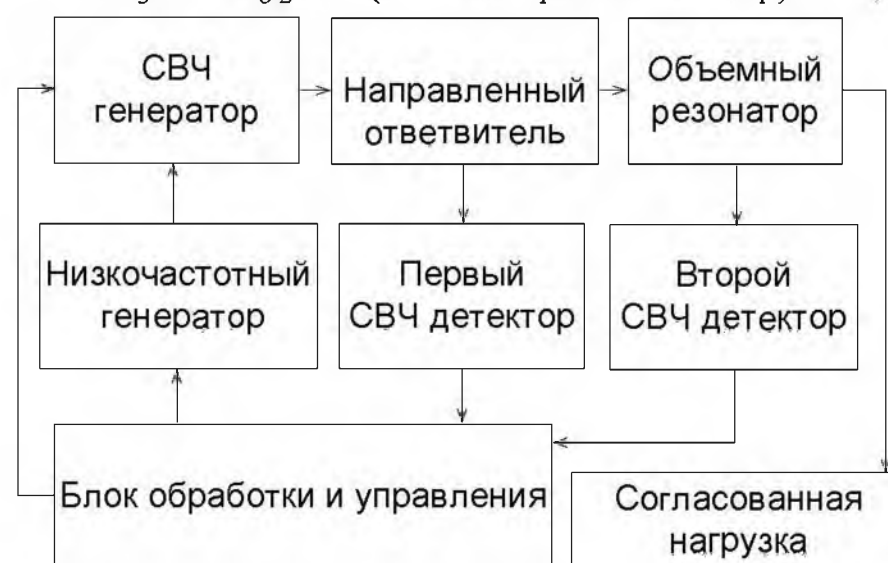 СВЧ
генератор
Направленный
ответвитель
Объемный
резонатор
Низкочастотный
генератор
Первый
СВЧ детектор
Второй
СВЧ детектор
Блок обработки и управления
Согласованная
нагрузка